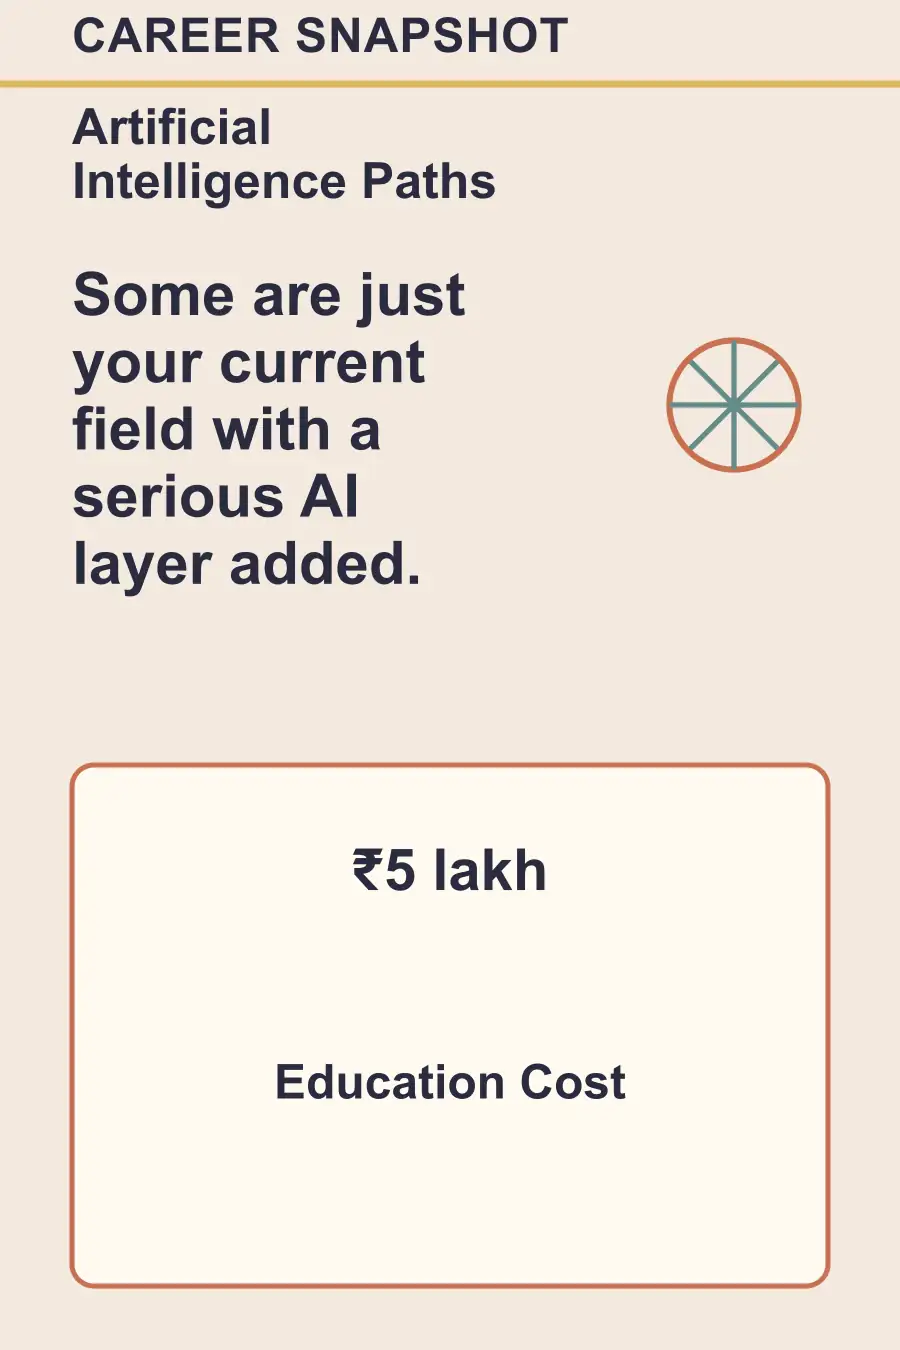 CAREER SNAPSHOT
Artificial
Intelligence Paths
Some are just
your current
field with a
serious AI
layer added.
₹5 lakh
Education Cost